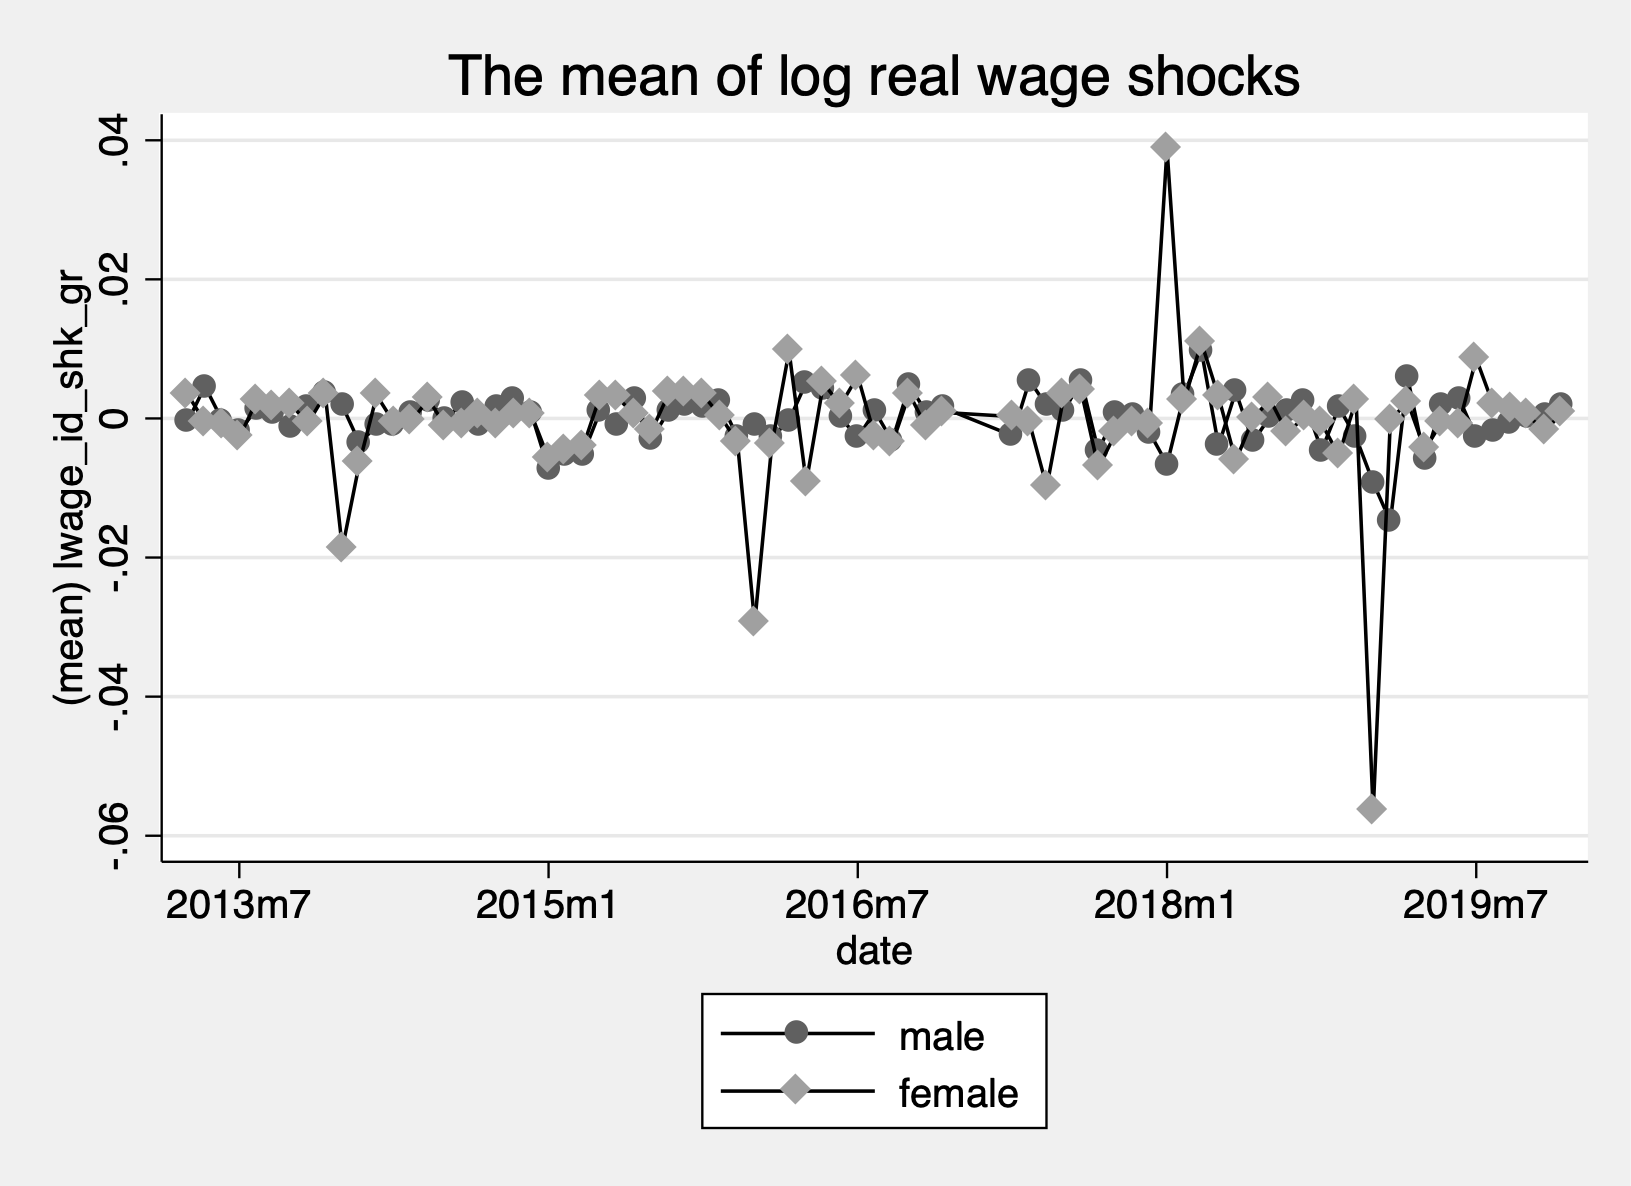 The mean of log real wage shocks
(mean) lwage_id_shk_gr
.04
.02
0
-.02
-.04
-.06
2013m7 2015m1 2016m7 2018m1 2019m7
date
male
female